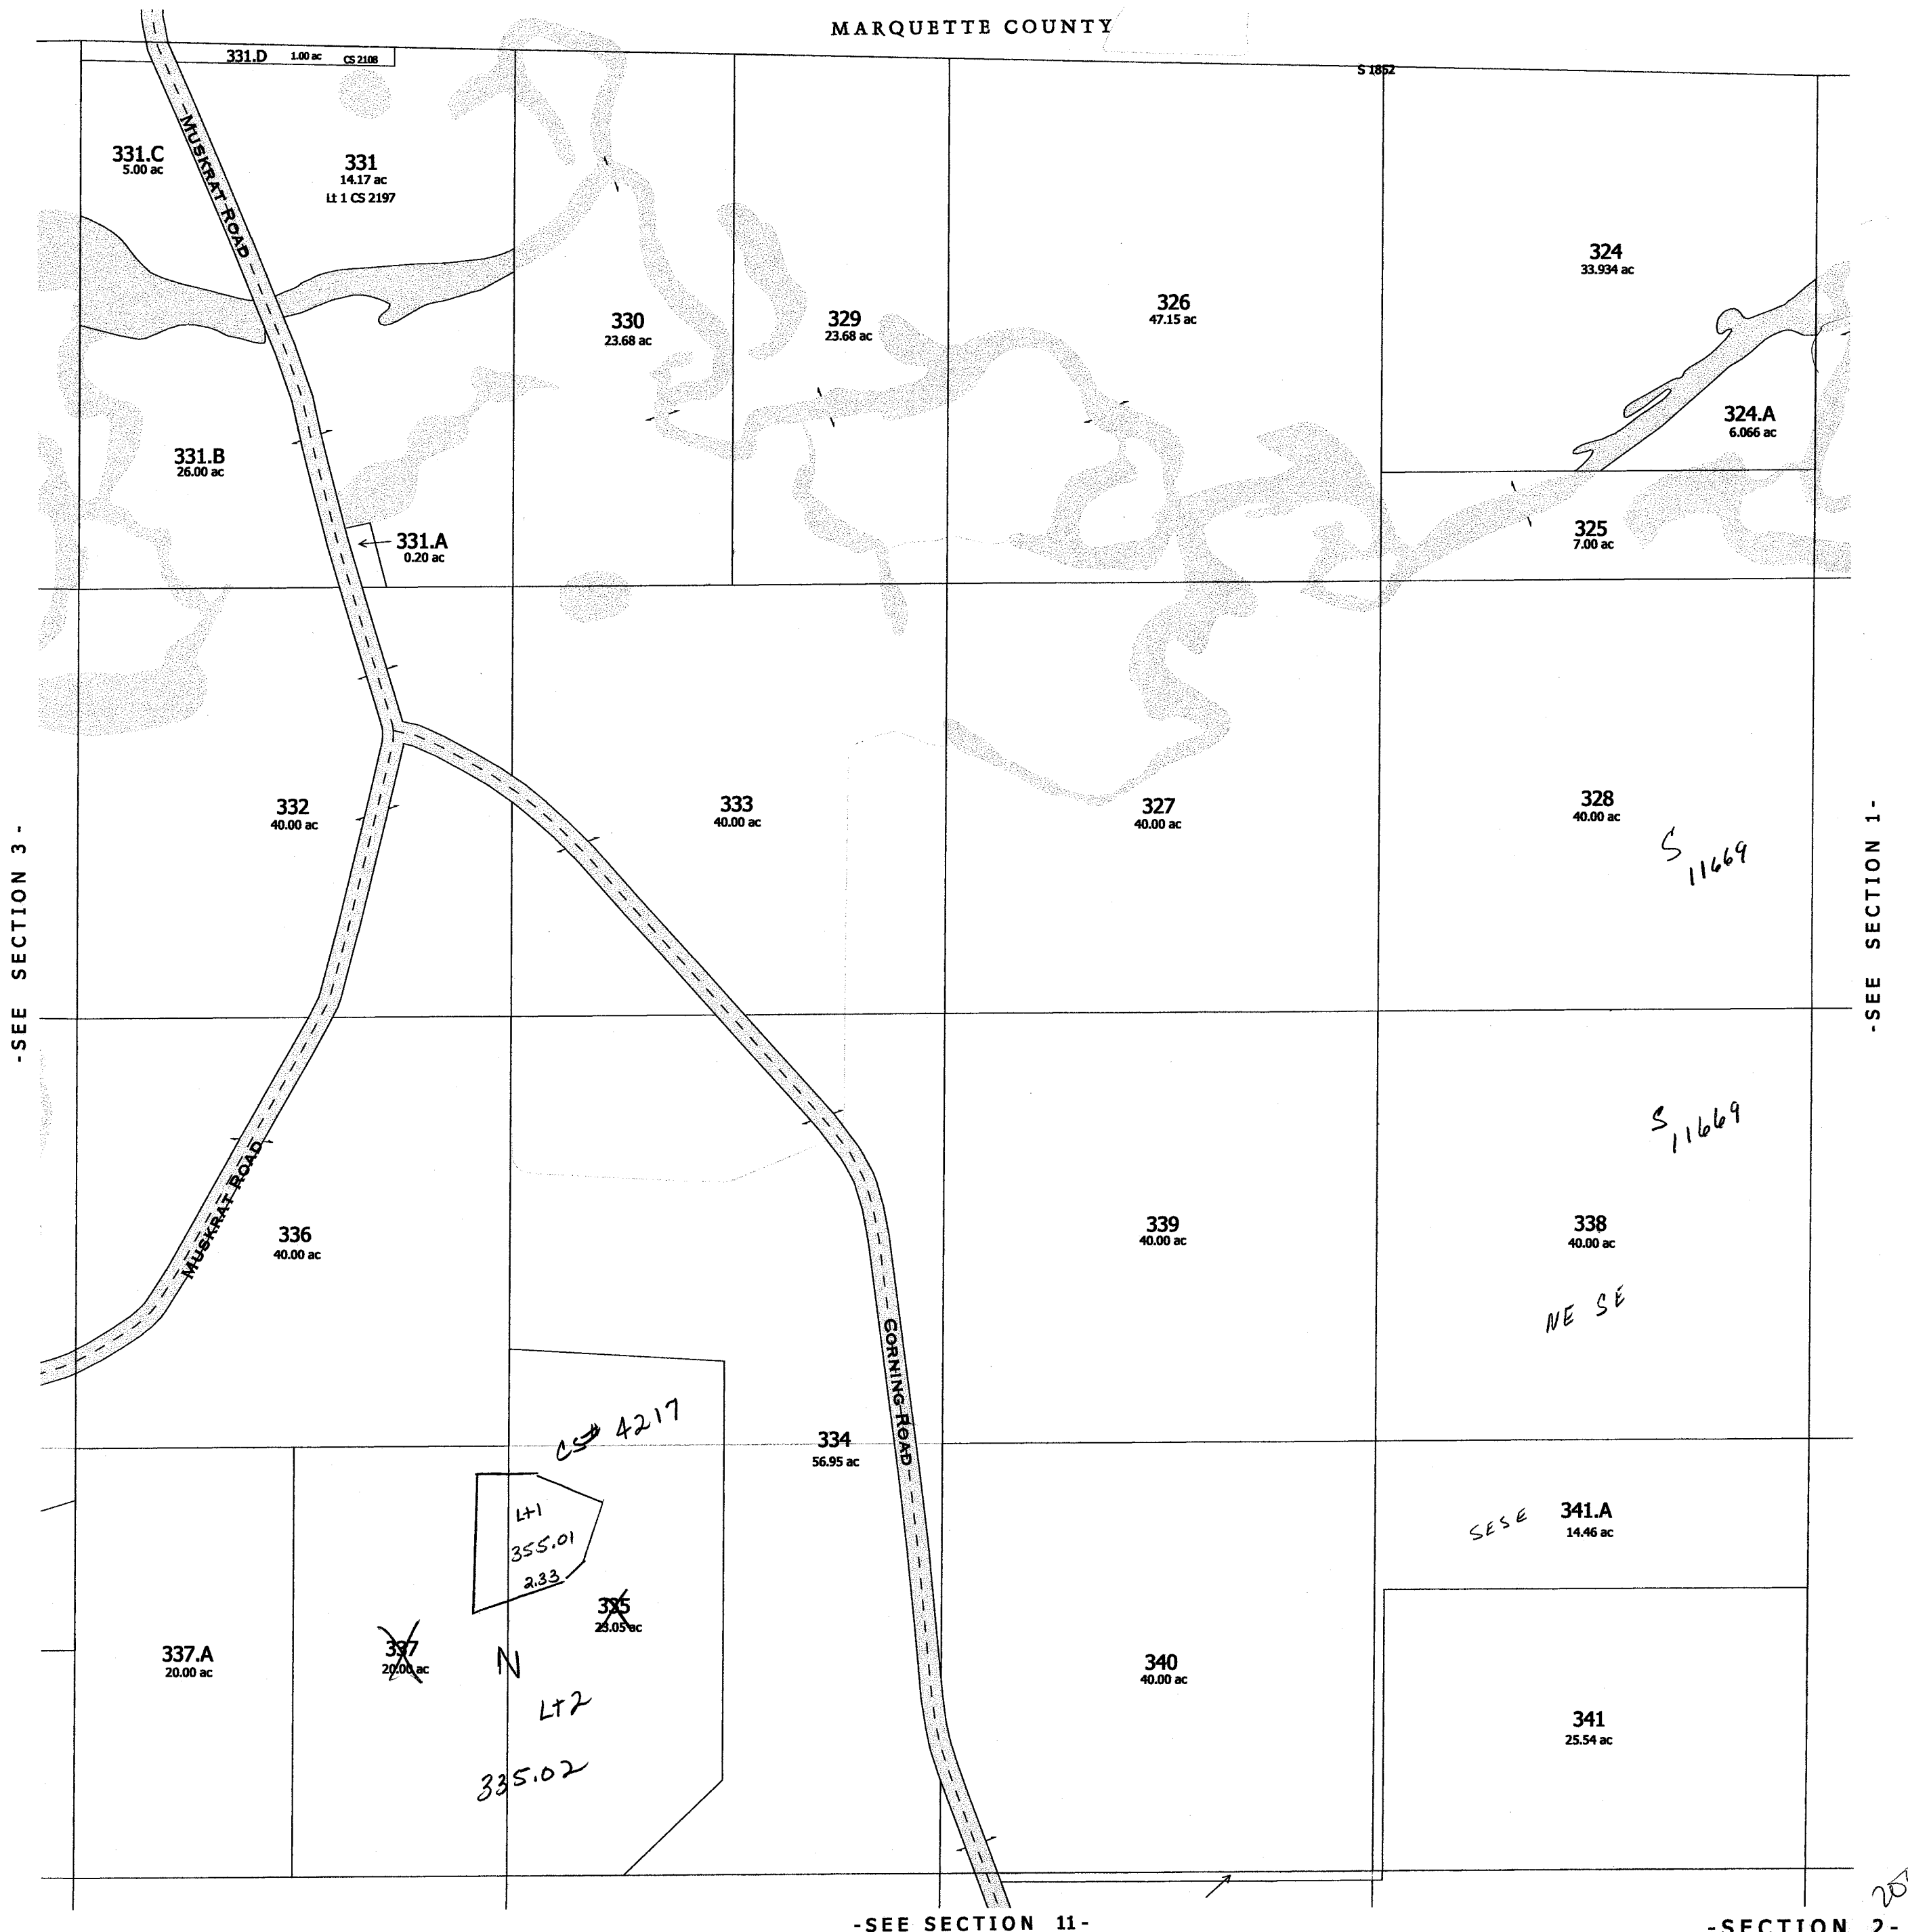 MARQUETTE COUNTY
331.D 1.00 ac CS 2108
S 1852
MUSKRAT ROAD
331.C
5.00 ac
331
14.17 ac
Lt 1 CS 2197
324
33.934 ac
326
47.15 ac
330
23.68 ac
329
23.68 ac
324.A
6.066 ac
331.B
26.00 ac
325
7.00 ac
331.A
0.20 ac
332
40.00 ac
333
40.00 ac
327
40.00 ac
328
40.00 ac
S
11669
-SEE SECTION 3-
-SEE SECTION 1-
S
11669
MUSKRAT ROAD
336
40.00 ac
339
40.00 ac
338
40.00 ac
NE SE
CORNING ROAD
CS# 4217
334
56.95 ac
Lt 1
355.01
2.33
SESE
341.A
14.46 ac
335
23.05 ac
337.A
20.00 ac
337
20.00 ac
N
Lt 2
335.02
340
40.00 ac
341
25.54 ac
-SEE SECTION 11-
-SECTION 2-